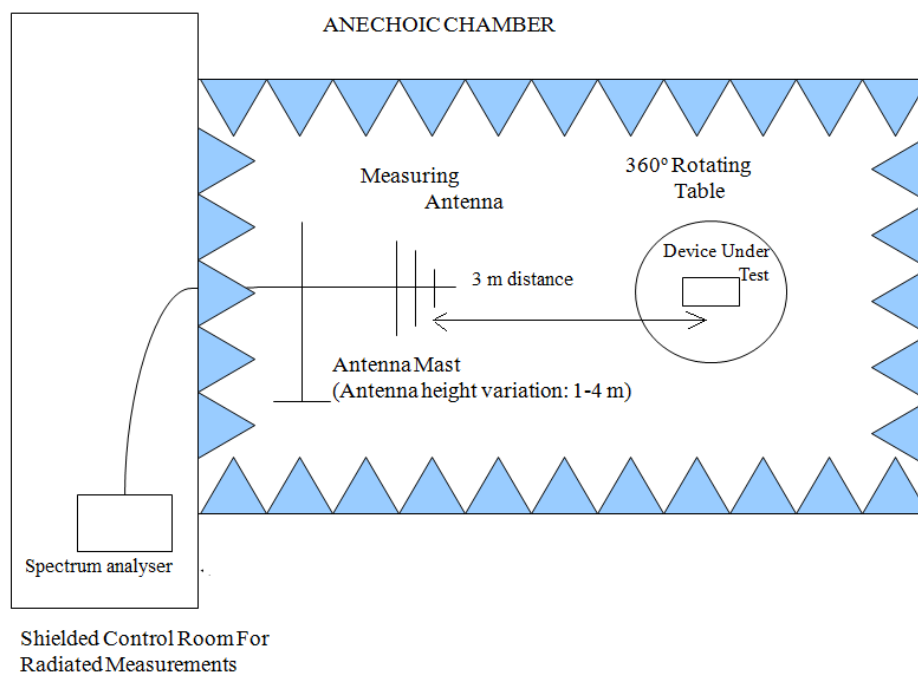 ANECHOIC CHAMBER
Measuring
Antenna
360º Rotating
Table
Device Under
Test
3 m distance
Antenna Mast
(Antenna height variation: 1-4 m)
Spectrum analyser
Shielded Control Room For
Radiated Measurements